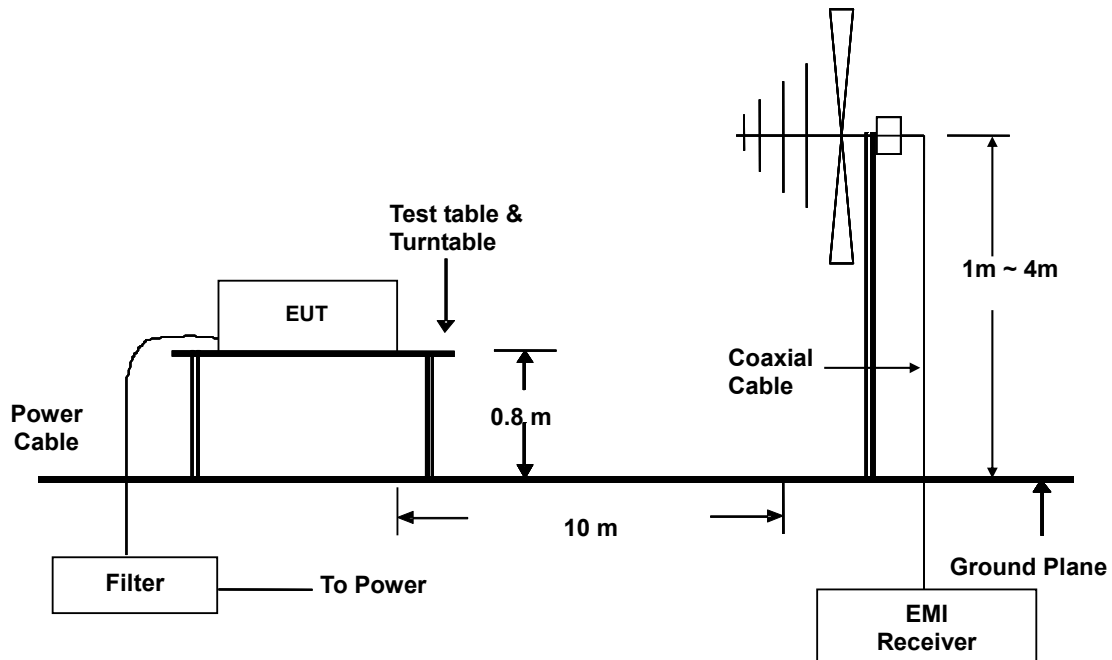 Test table &
Turntable
EUT
1m ~ 4m
Coaxial
Cable
0.8 m
Power
Cable
10 m
Filter
To Power
Ground Plane
EMI
Receiver